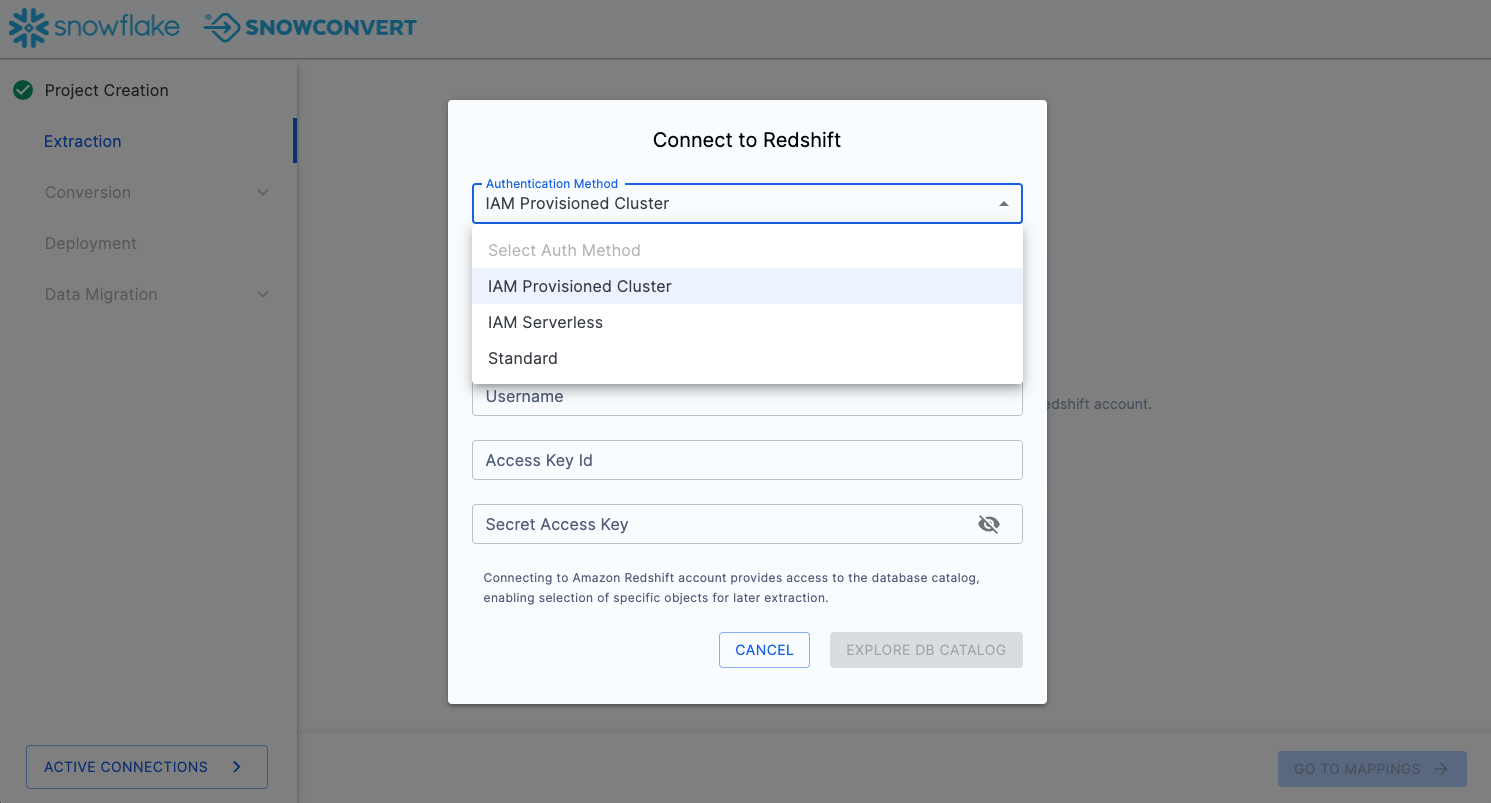 snowflake SNOWCONVERT
Project Creation
Extraction
Conversion
Deployment
Data Migration
ACTIVE CONNECTIONS
Connect to Redshift
Authentication Method
IAM Provisioned Cluster
Select Auth Method
IAM Provisioned Cluster
IAM Serverless
Standard
Username
Access Key Id
Secret Access Key
Connecting to Amazon Redshift account provides access to the database catalog,
enabling selection of specific objects for later extraction.
CANCEL EXPLORE DB CATALOG
account.
GO TO MAPPINGS